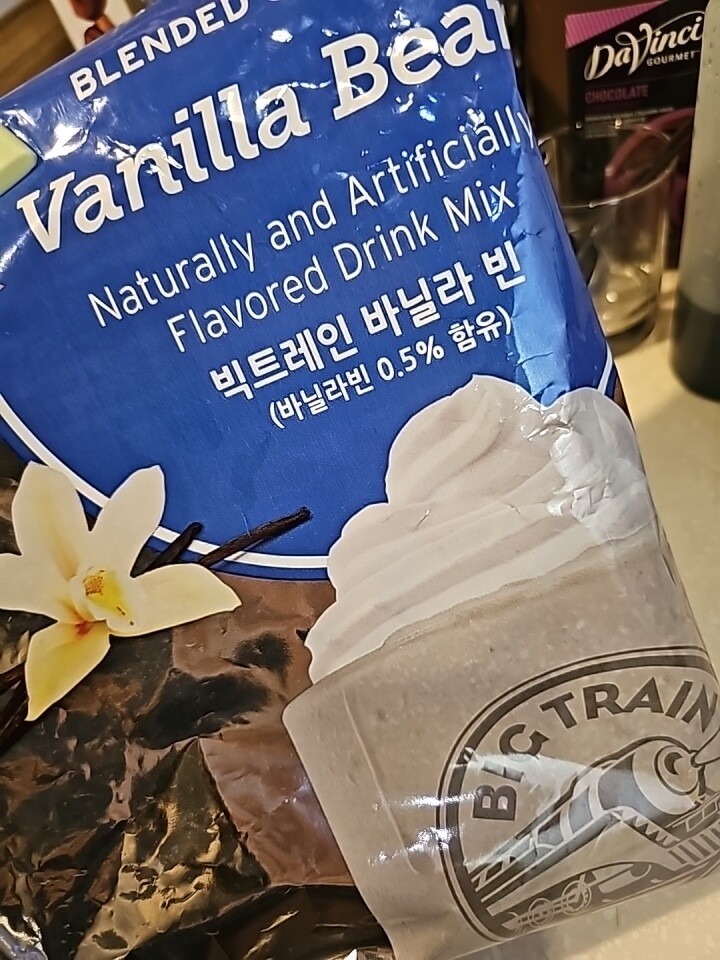 BLENDED
Vanilla Bean
Naturally and Artificially
Flavored Drink Mix
빅트레인 바닐라 빈
(바닐라빈 0.5% 함유)
BIG TRAIN
DaVinci
GOURMET
CHOCOLATE